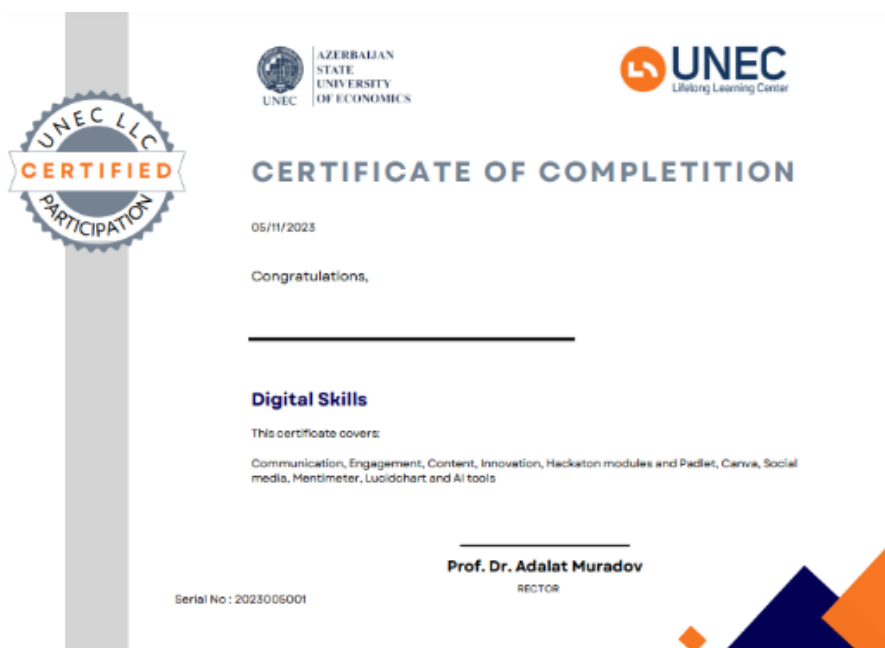 AZERBAIJAN
STATE
UNIVERSITY
OF ECONOMICS
UNEC
UNEC
Lifelong Learning Center
UNEC LLC
CERTIFIED
PARTICIPATION
CERTIFICATE OF COMPLETITION
05/11/2023
Congratulations,
Digital Skills
This certificate covers:
Communication, Engagement, Content, Innovation, Hackaton modules and Padlet, Canva, Social
media, Mentimeter, Lucidchart and AI tools
Prof. Dr. Adalat Muradov
RECTOR
Serial No : 2023005001